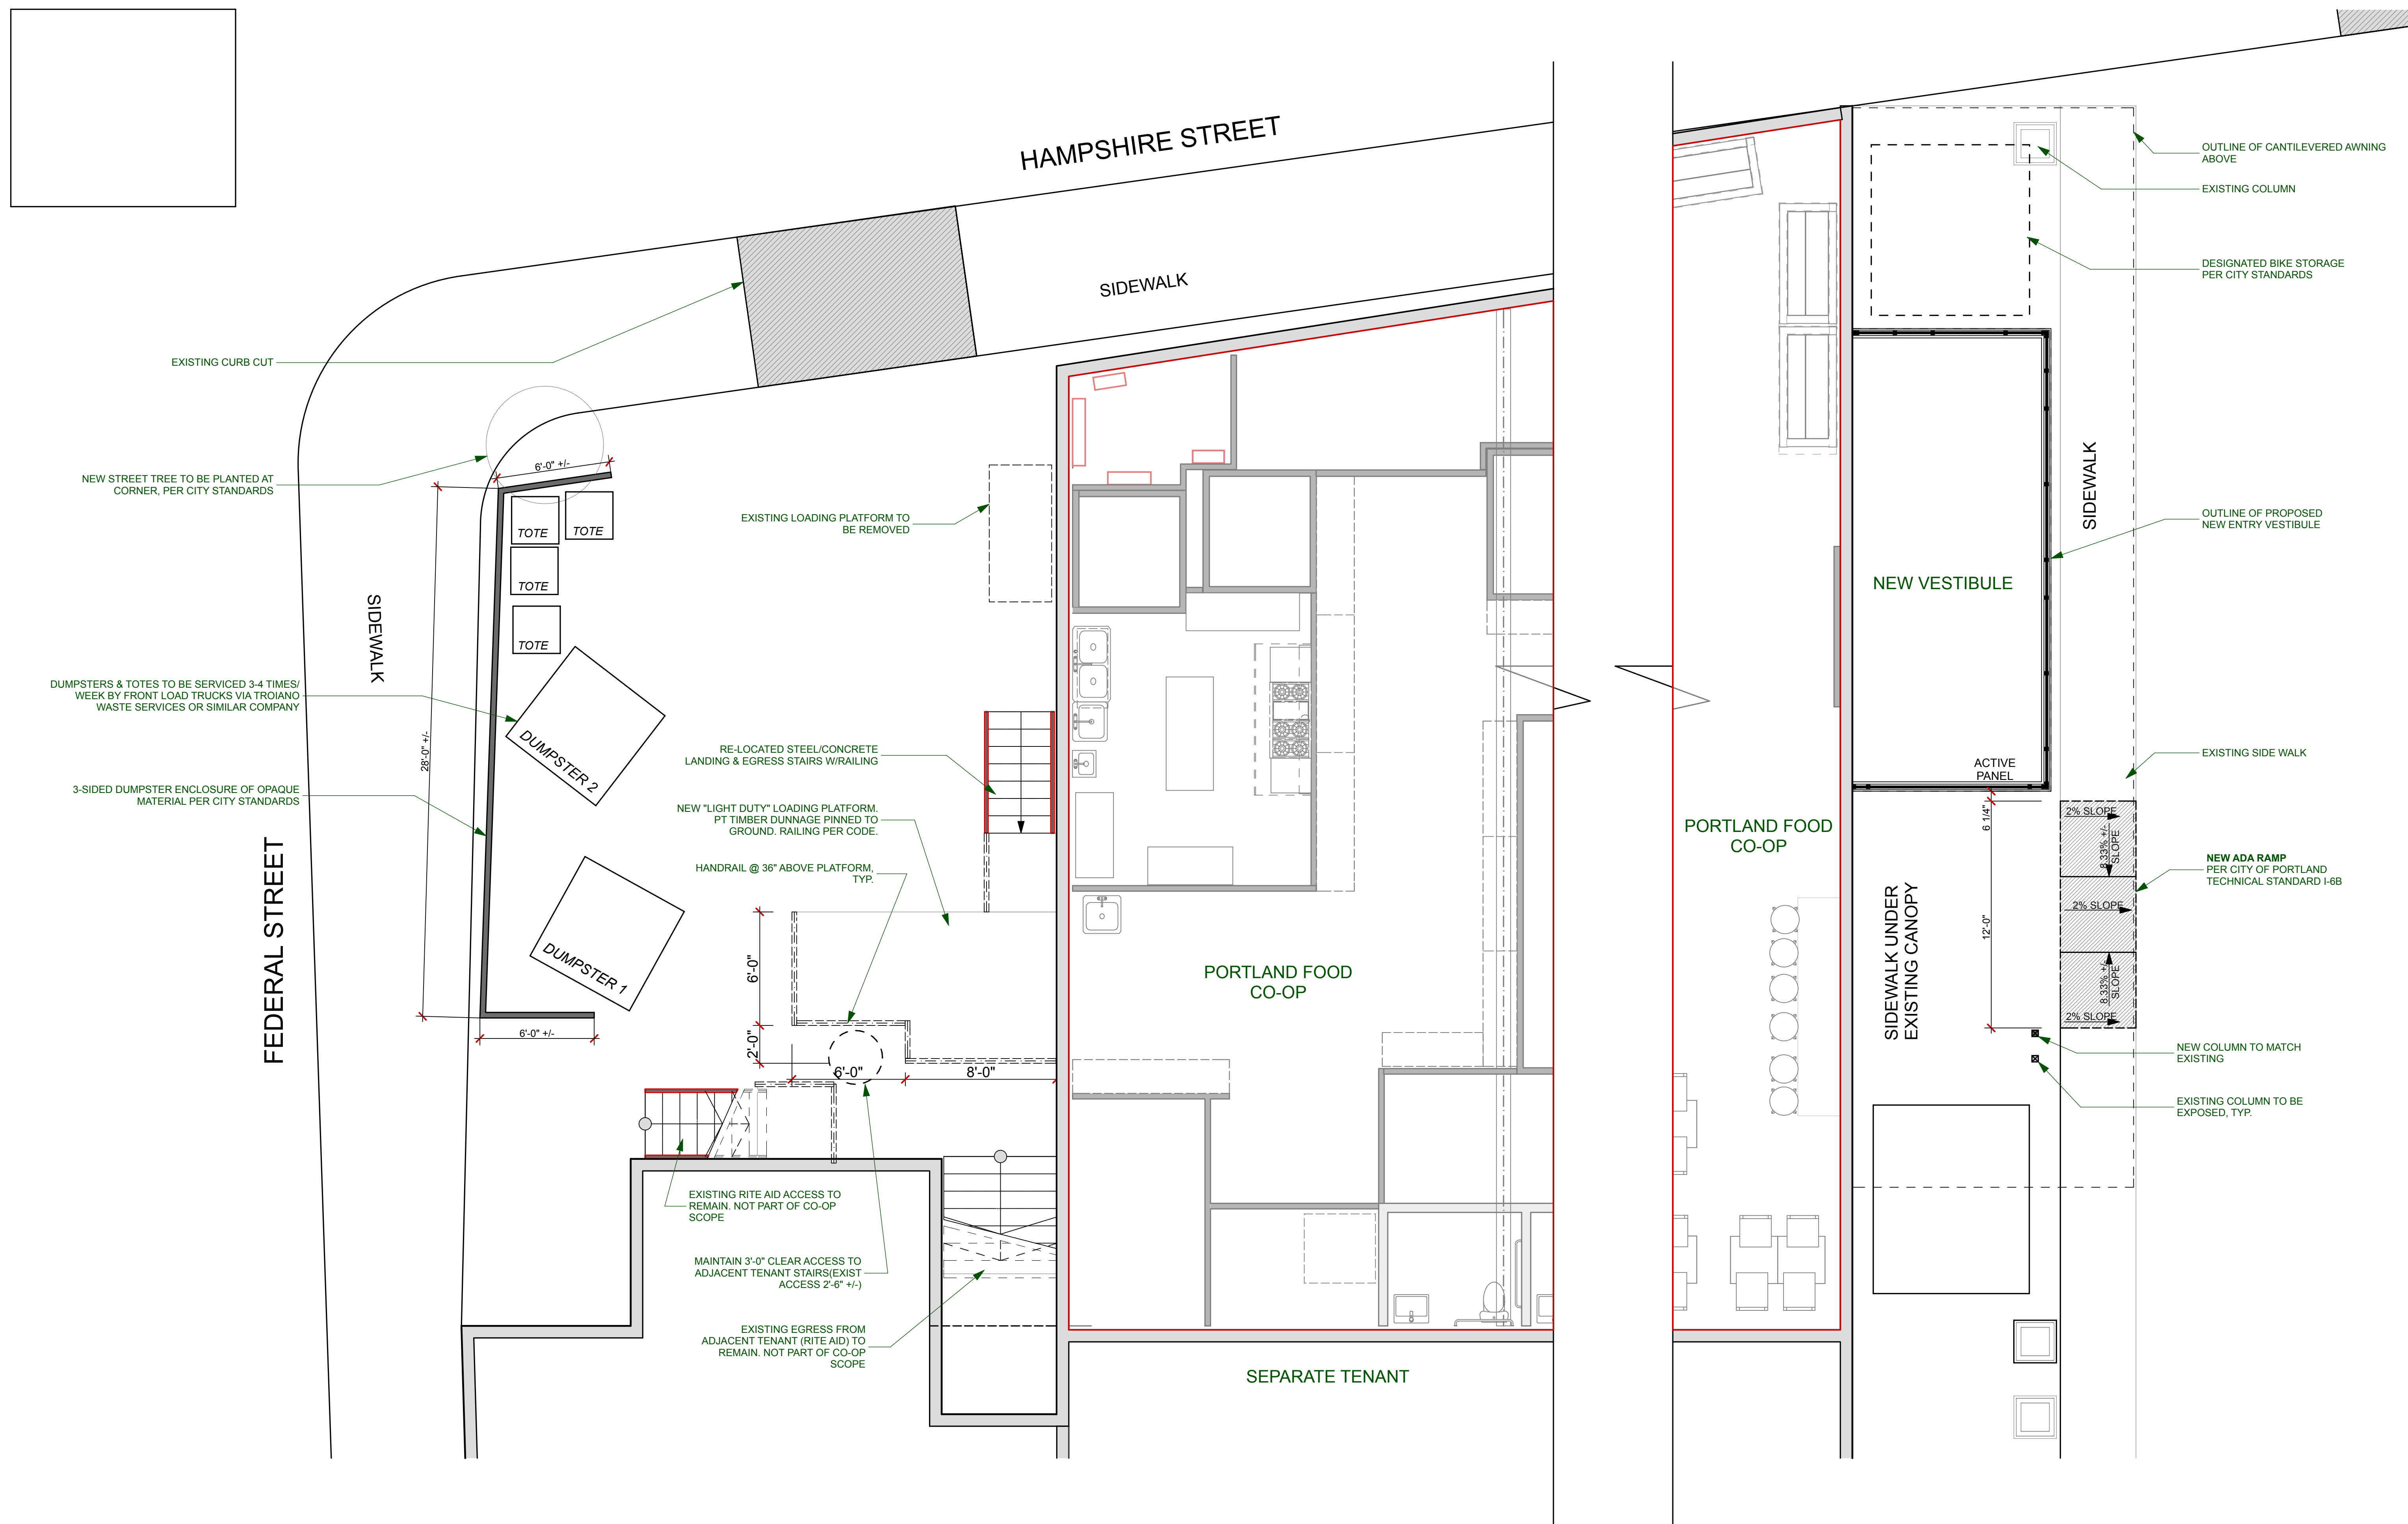 HAMPSHIRE STREET
SIDEWALK
EXISTING CURB CUT
NEW STREET TREE TO BE PLANTED AT
CORNER, PER CITY STANDARDS
6'-0" +/-
TOTE
TOTE
TOTE
TOTE
SIDEWALK
28'-0" +/-
DUMPSTERS & TOTES TO BE SERVICED 3-4 TIMES/
WEEK BY FRONT LOAD TRUCKS VIA TROIANO
WASTE SERVICES OR SIMILAR COMPANY
DUMPSTER 2
3-SIDED DUMPSTER ENCLOSURE OF OPAQUE
MATERIAL PER CITY STANDARDS
DUMPSTER 1
6'-0" +/-
FEDERAL STREET
EXISTING LOADING PLATFORM TO
BE REMOVED
RE-LOCATED STEEL/CONCRETE
LANDING & EGRESS STAIRS W/RAILING
NEW "LIGHT DUTY" LOADING PLATFORM.
PT TIMBER DUNNAGE PINNED TO
GROUND. RAILING PER CODE.
HANDRAIL @ 36" ABOVE PLATFORM,
TYP.
6'-0"
2'-0"
6'-0"
8'-0"
EXISTING RITE AID ACCESS TO
REMAIN. NOT PART OF CO-OP
SCOPE
MAINTAIN 3'-0" CLEAR ACCESS TO
ADJACENT TENANT STAIRS(EXIST
ACCESS 2'-6" +/-)
EXISTING EGRESS FROM
ADJACENT TENANT (RITE AID) TO
REMAIN. NOT PART OF CO-OP
SCOPE
PORTLAND FOOD
CO-OP
SEPARATE TENANT
PORTLAND FOOD
CO-OP
NEW VESTIBULE
ACTIVE
PANEL
SIDEWALK
6 1/4"
12'-0"
SIDEWALK UNDER
EXISTING CANOPY
2% SLOPE
8.33% +/-
SLOPE
2% SLOPE
8.33% +/-
SLOPE
2% SLOPE
OUTLINE OF CANTILEVERED AWNING
ABOVE
EXISTING COLUMN
DESIGNATED BIKE STORAGE
PER CITY STANDARDS
OUTLINE OF PROPOSED
NEW ENTRY VESTIBULE
EXISTING SIDE WALK
NEW ADA RAMP
PER CITY OF PORTLAND
TECHNICAL STANDARD I-6B
NEW COLUMN TO MATCH
EXISTING
EXISTING COLUMN TO BE
EXPOSED, TYP.